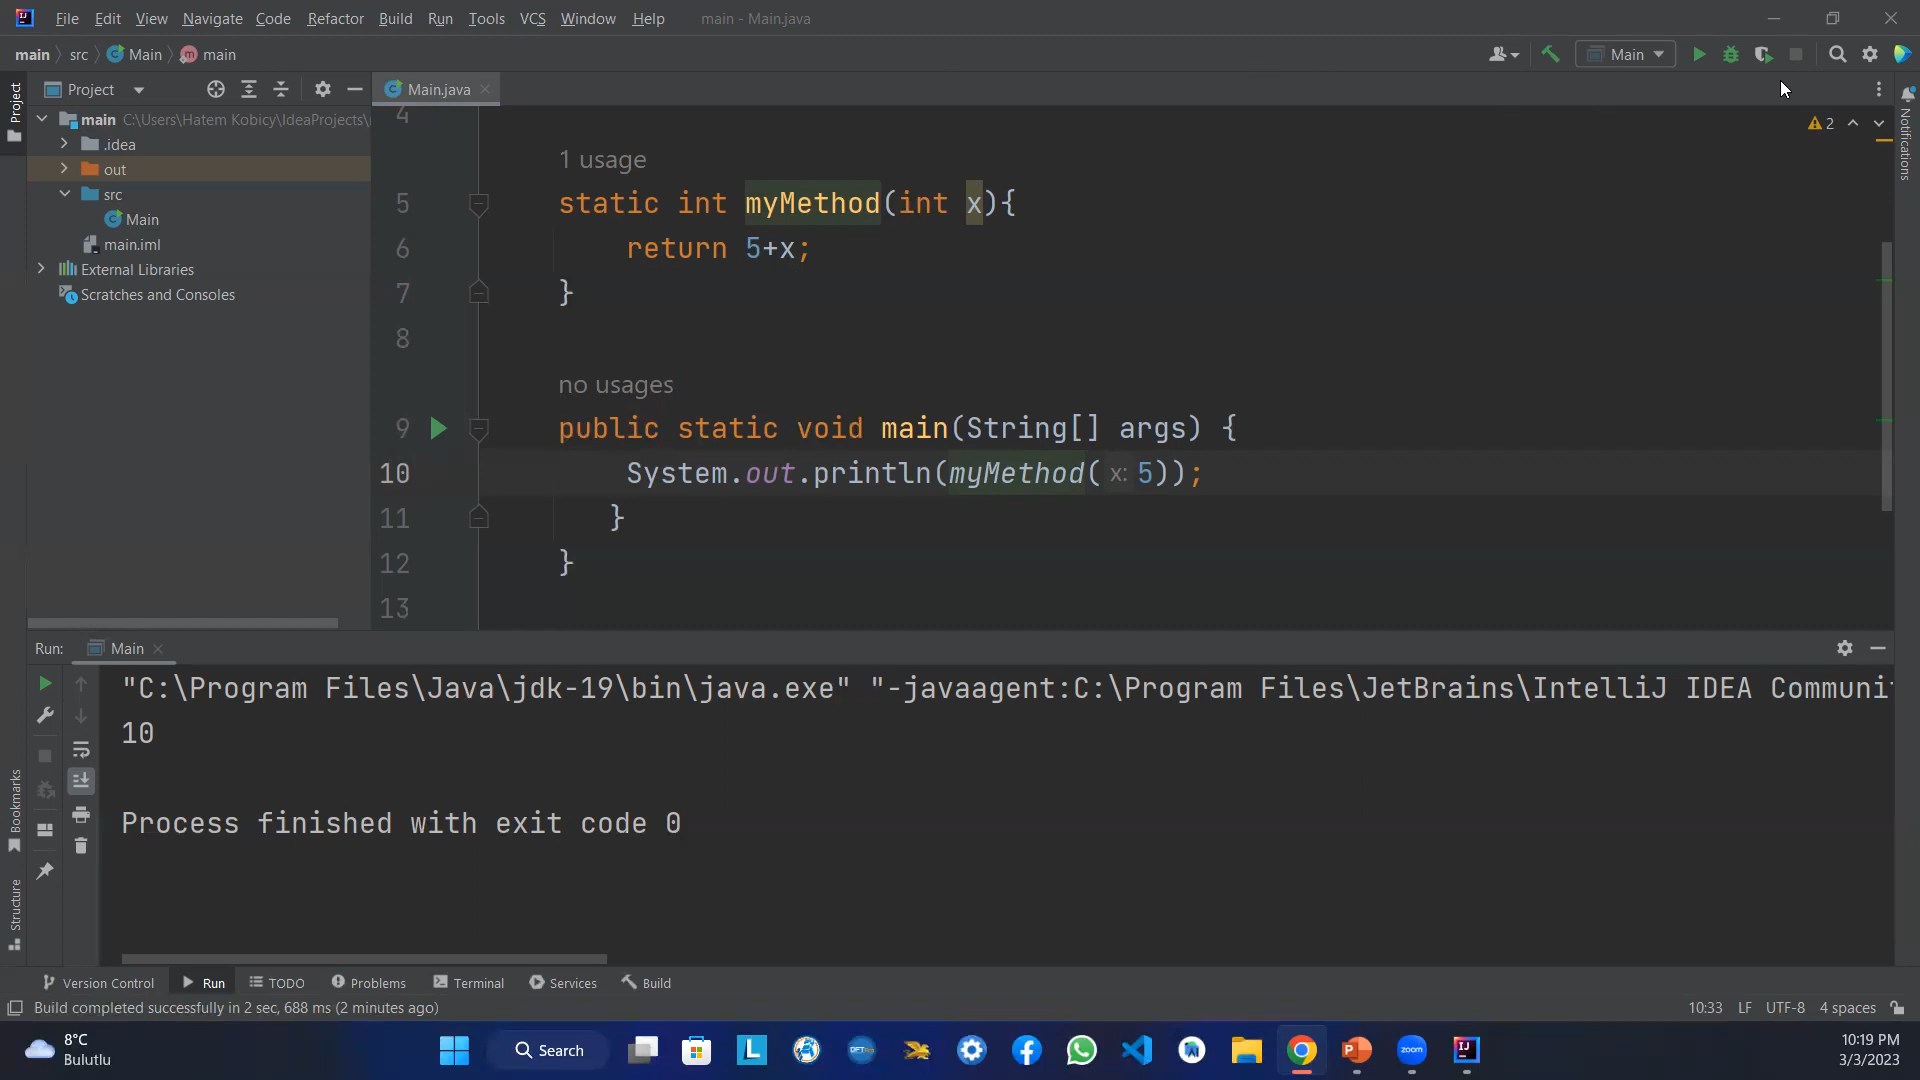 File Edit View Navigate Code Refactor Build Run Tools VCS Window Help main - Main.java
main src Main main
Main
Project
Main.java
Project
main C:\Users\Hatem Kobicy\IdeaProjects\
.idea
out
src
Main
main.iml
External Libraries
Scratches and Consoles
Notifications
2
4
1 usage
5 static int myMethod(int x){
6 return 5+x;
7 }
8
no usages
9 public static void main(String[] args) {
10 System.out.println(myMethod( x: 5));
11 }
12 }
13
Run: Main
"C:\Program Files\Java\jdk-19\bin\java.exe" "-javaagent:C:\Program Files\JetBrains\IntelliJ IDEA Communi
10
Process finished with exit code 0
Bookmarks
Structure
Version Control Run TODO Problems Terminal Services Build
Build completed successfully in 2 sec, 688 ms (2 minutes ago)
10:33 LF UTF-8 4 spaces
8°C
Bulutlu
Search
zoom
10:19 PM
3/3/2023